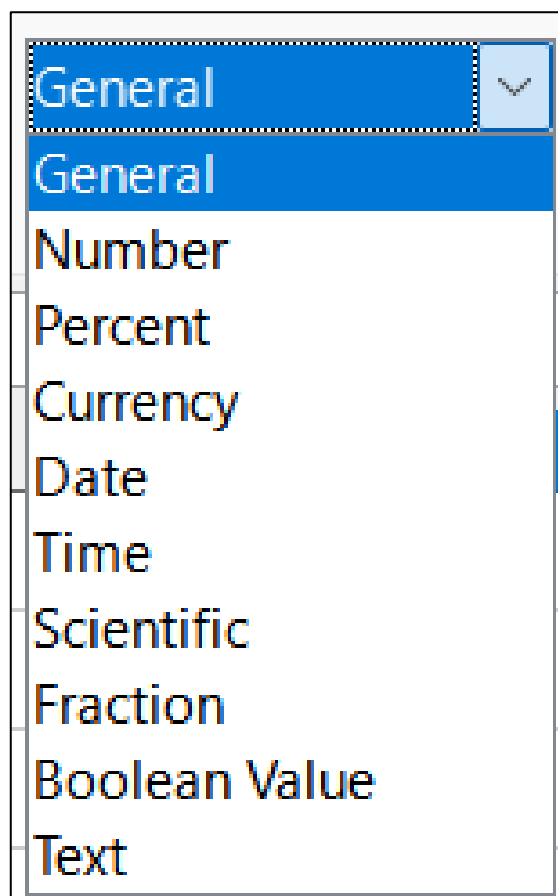 General
General
Number
Percent
Currency
Date
Time
Scientific
Fraction
Boolean Value
Text